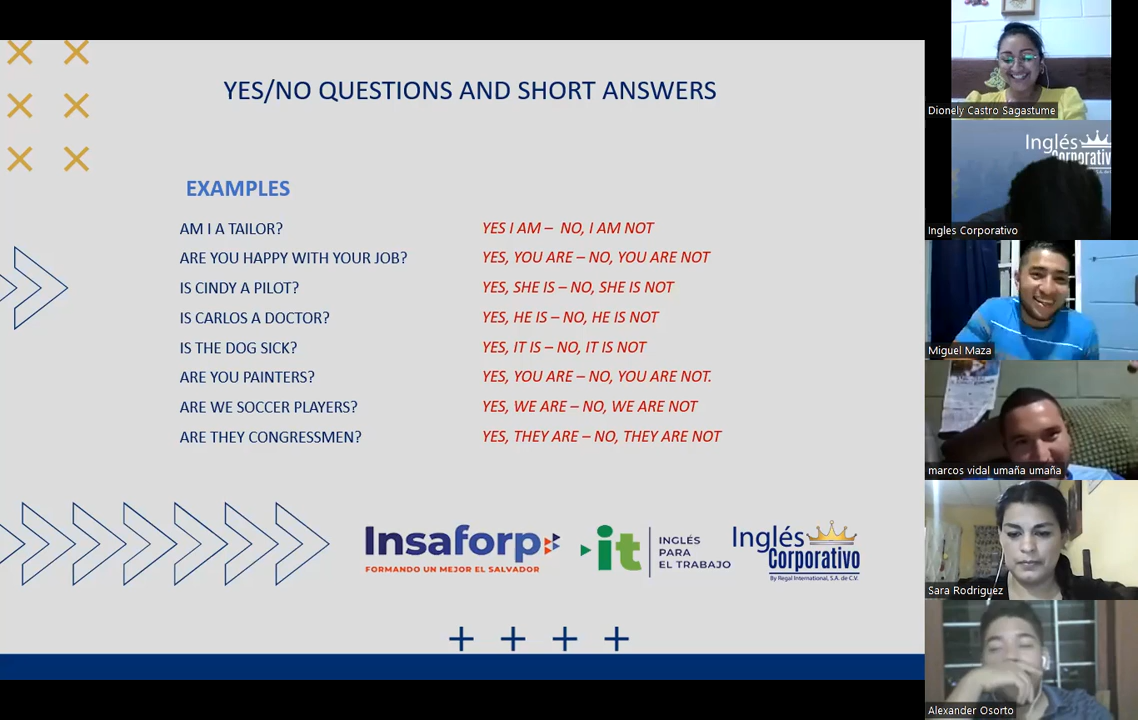 YES/NO QUESTIONS AND SHORT ANSWERS
EXAMPLES
AM I A TAILOR? YES I AM – NO, I AM NOT
ARE YOU HAPPY WITH YOUR JOB? YES, YOU ARE – NO, YOU ARE NOT
IS CINDY A PILOT? YES, SHE IS – NO, SHE IS NOT
IS CARLOS A DOCTOR? YES, HE IS – NO, HE IS NOT
IS THE DOG SICK? YES, IT IS – NO, IT IS NOT
ARE YOU PAINTERS? YES, YOU ARE – NO, YOU ARE NOT.
ARE WE SOCCER PLAYERS? YES, WE ARE – NO, WE ARE NOT
ARE THEY CONGRESSMEN? YES, THEY ARE – NO, THEY ARE NOT
Insaforp
FORMANDO UN MEJOR EL SALVADOR
it
INGLÉS
PARA
EL TRABAJO
Inglés
Corporativo
By Regal International, S.A. de C.V.
Dionely Castro Sagastume
Inglés
Corporativo
Ingles Corporativo
Miguel Maza
marcos vidal umaña umaña
Sara Rodriguez
Alexander Osorto